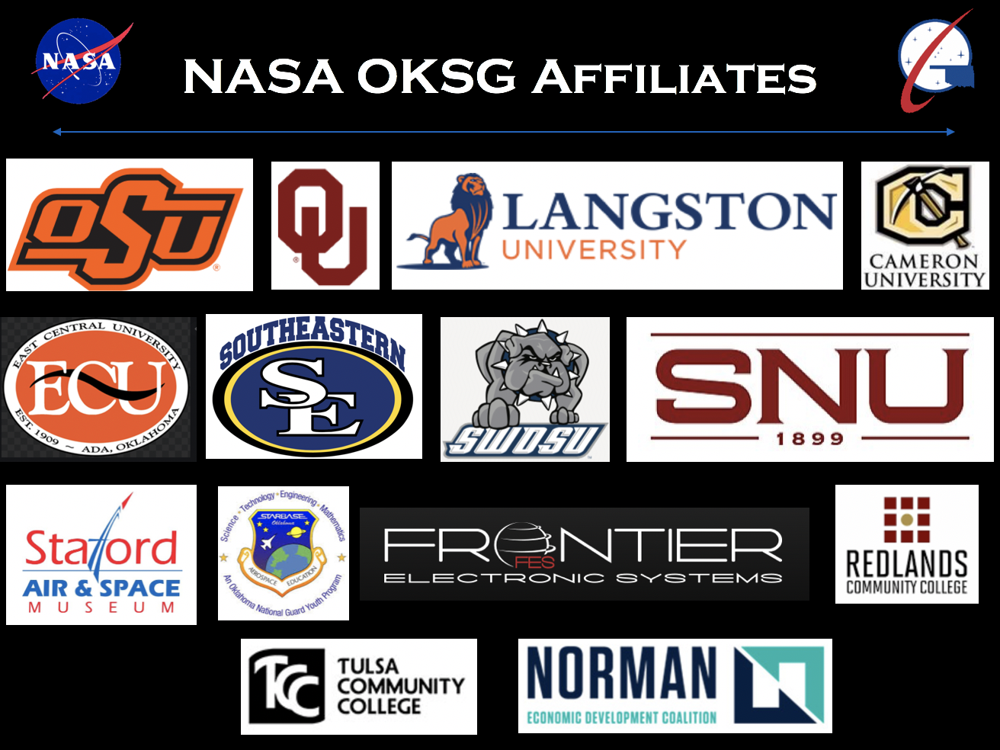 NASA
NASA OKSG AFFILIATES
OSU
®
OU
®
LANGSTON
UNIVERSITY
C
CAMERON
UNIVERSITY
EAST CENTRAL UNIVERSITY
ECU
EST. 1909 ~ ADA, OKLAHOMA
SOUTHEASTERN
SE
SWOSU
SNU
1899
Stafford
AIR & SPACE
MUSEUM
Science • Technology • Engineering • Mathematics
STARBASE
Oklahoma
AEROSPACE EDUCATION
An Oklahoma National Guard Youth Program
FRONTIER
FES
ELECTRONIC SYSTEMS
REDLANDS
COMMUNITY COLLEGE
TCC
TULSA
COMMUNITY
COLLEGE
NORMAN
ECONOMIC DEVELOPMENT COALITION
N